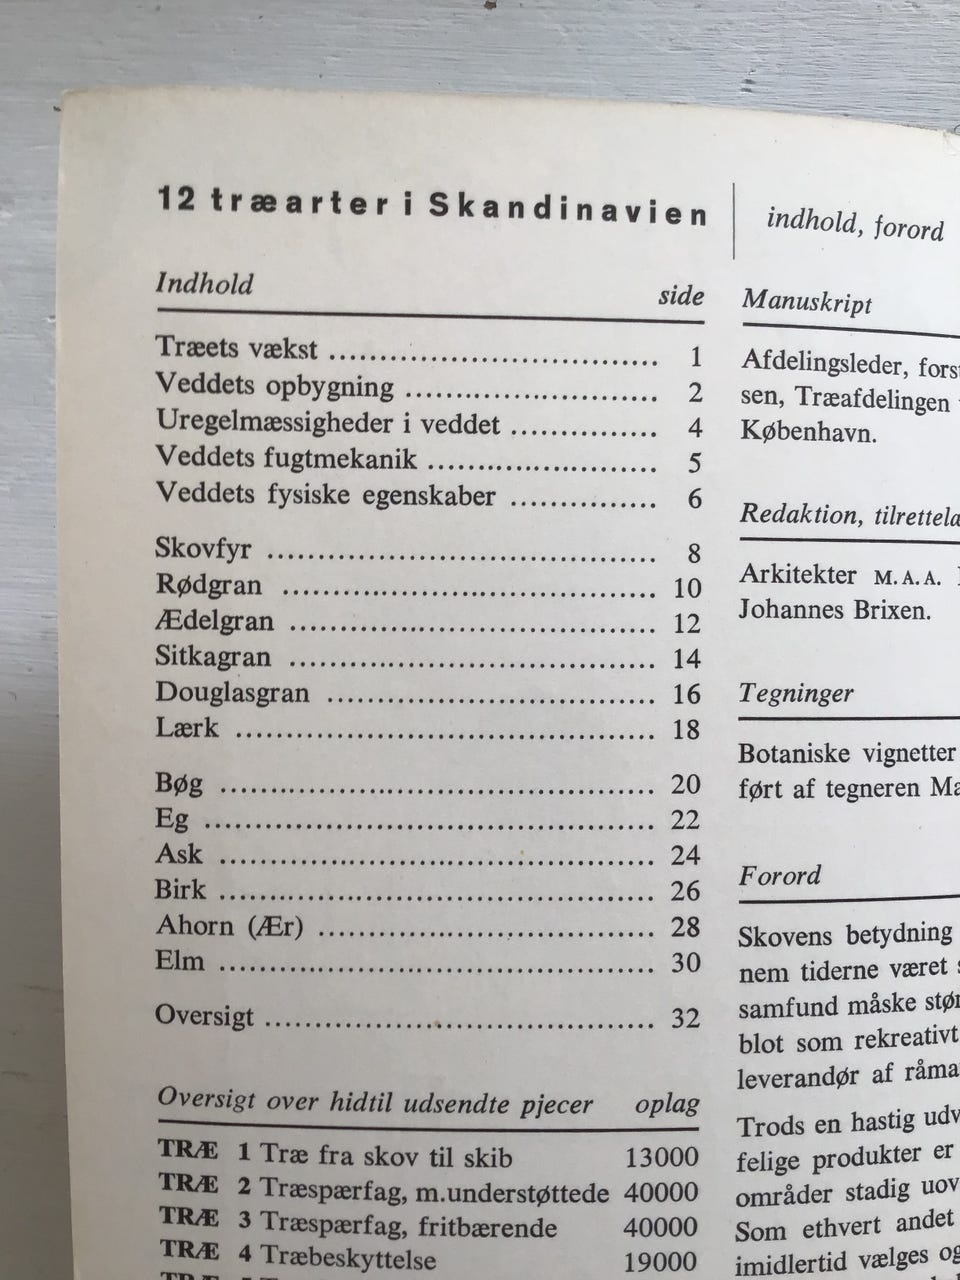 12 træarter i Skandinavien
indhold, forord
Indhold side
Træets vækst ........................................ 1
Veddets opbygning .............................. 2
Uregelmæssigheder i veddet .................. 4
Veddets fugtmekanik ........................... 5
Veddets fysiske egenskaber .................. 6
Skovfyr ................................................ 8
Rødgran .............................................. 10
Ædelgran ............................................. 12
Sitkagran ............................................. 14
Douglasgran ........................................ 16
Lærk .................................................... 18
Bøg ...................................................... 20
Eg ........................................................ 22
Ask ...................................................... 24
Birk ...................................................... 26
Ahorn (Ær) ......................................... 28
Elm ...................................................... 30
Oversigt ............................................... 32
Oversigt over hidtil udsendte pjecer oplag
TRÆ 1 Træ fra skov til skib 13000
TRÆ 2 Træspærfag, m.understøttede 40000
TRÆ 3 Træspærfag, fritbærende 40000
TRÆ 4 Træbeskyttelse 19000
Manuskript
Afdelingsleder,
sen, Træafdelingen
København.
Redaktion,
Arkitekter M.A.A.
Johannes Brixen.
Tegninger
Botaniske vignetter
ført af tegneren
Forord
Skovens betydning
nem tiderne været
samfund måske
blot som rekreativt
leverandør af
Trods en hastig
felige produkter er
områder stadig
Som ethvert andet
imidlertid vælges